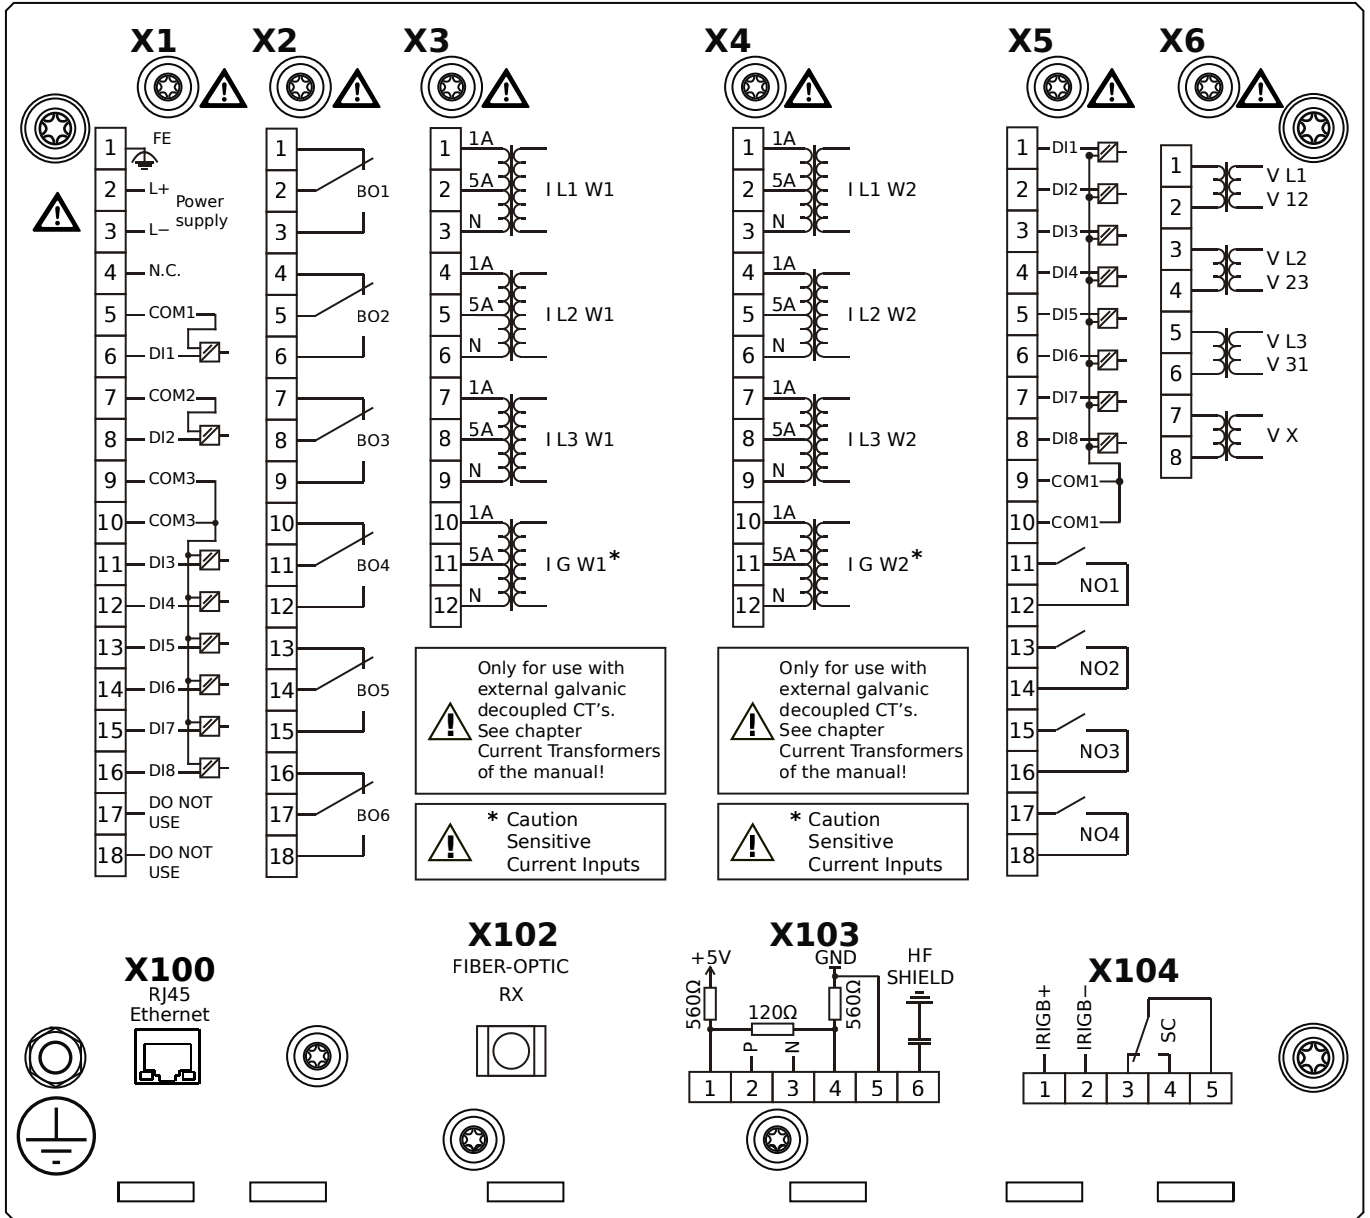 X1
X2
X3
X4
X5
X6
1 FE
2 L+ Power
3 L− supply
4 N.C.
5 COM1
6 DI1
7 COM2
8 DI2
9 COM3
10 COM3
11 DI3
12 DI4
13 DI5
14 DI6
15 DI7
16 DI8
17 DO NOT
USE
18 DO NOT
USE
1
2 BO1
3
4
5 BO2
6
7
8 BO3
9
10
11 BO4
12
13
14 BO5
15
16
17 BO6
18
1 1A
2 5A I L1 W1
3 N
4 1A
5 5A I L2 W1
6 N
7 1A
8 5A I L3 W1
9 N
10 1A
11 5A I G W1*
12 N
Only for use with
external galvanic
decoupled CT's.
See chapter
Current Transformers
of the manual!
* Caution
Sensitive
Current Inputs
1 1A
2 5A I L1 W2
3 N
4 1A
5 5A I L2 W2
6 N
7 1A
8 5A I L3 W2
9 N
10 1A
11 5A I G W2*
12 N
Only for use with
external galvanic
decoupled CT's.
See chapter
Current Transformers
of the manual!
* Caution
Sensitive
Current Inputs
1 DI1
2 DI2
3 DI3
4 DI4
5 DI5
6 DI6
7 DI7
8 DI8
9 COM1
10 COM1
11
NO1
12
13
NO2
14
15
NO3
16
17
NO4
18
1 V L1
2 V 12
3 V L2
4 V 23
5 V L3
6 V 31
7
V X
8
X100
RJ45
Ethernet
X102
FIBER-OPTIC
RX
X103
+5V GND HF
SHIELD
560Ω 120Ω 560Ω
P N
1 2 3 4 5 6
X104
IRIGB+ IRIGB− SC
1 2 3 4 5